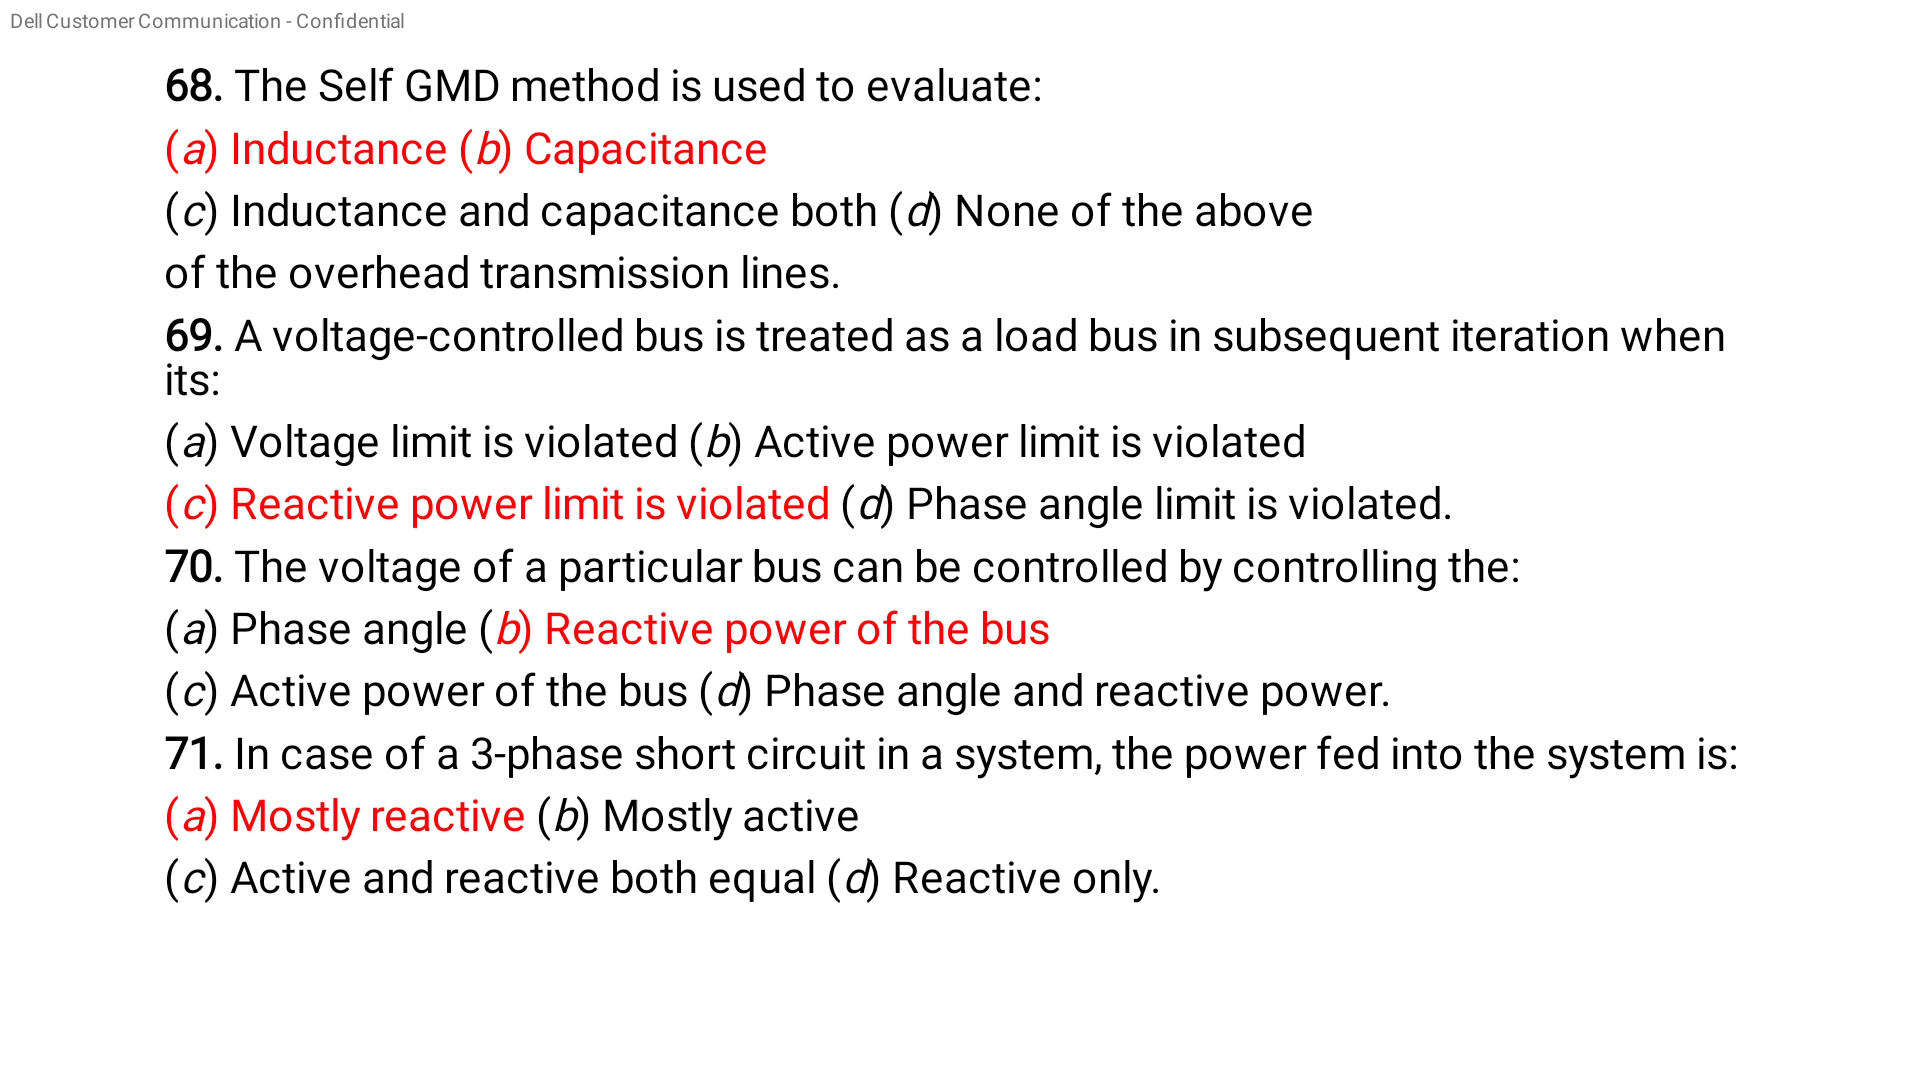 Dell Customer Communication - Confidential
68. The Self GMD method is used to evaluate:
(a) Inductance (b) Capacitance
(c) Inductance and capacitance both (d) None of the above
of the overhead transmission lines.
69. A voltage-controlled bus is treated as a load bus in subsequent iteration when
its:
(a) Voltage limit is violated (b) Active power limit is violated
(c) Reactive power limit is violated (d) Phase angle limit is violated.
70. The voltage of a particular bus can be controlled by controlling the:
(a) Phase angle (b) Reactive power of the bus
(c) Active power of the bus (d) Phase angle and reactive power.
71. In case of a 3-phase short circuit in a system, the power fed into the system is:
(a) Mostly reactive (b) Mostly active
(c) Active and reactive both equal (d) Reactive only.